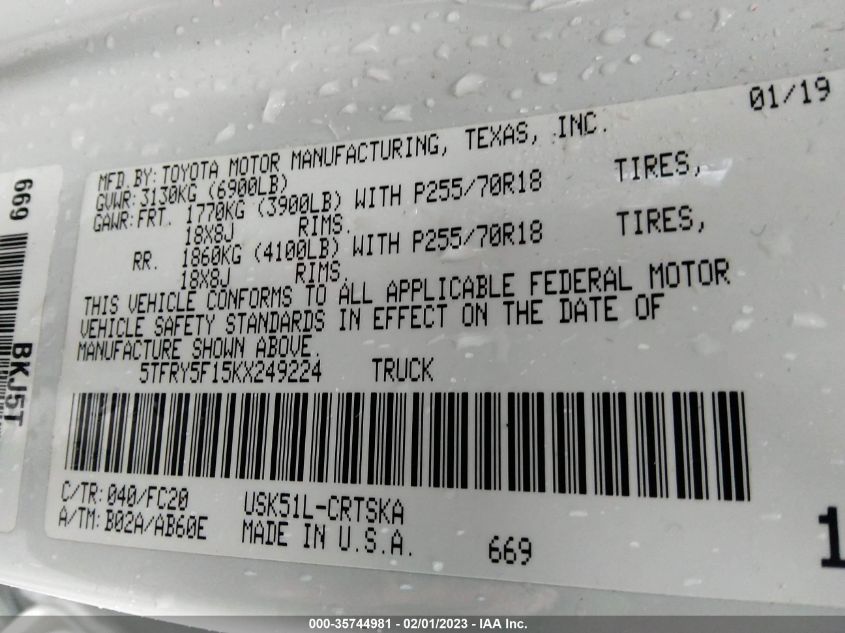 01/19
MFD.BY:TOYOTA MOTOR MANUFACTURING, TEXAS, INC.
GVWR:3130KG (6900LB)
GAWR:FRT. 1770KG (3900LB) WITH P255/70R18 TIRES,
18X8J RIMS.
RR. 1860KG (4100LB) WITH P255/70R18 TIRES,
18X8J RIMS,
THIS VEHICLE CONFORMS TO ALL APPLICABLE FEDERAL MOTOR
VEHICLE SAFETY STANDARDS IN EFFECT ON THE DATE OF
MANUFACTURE SHOWN ABOVE.
5TFRY5F15KX249224 TRUCK
C/TR:040/FC20 USK51L-CRTSKA
A/TM:B02A/AB60E MADE IN U.S.A. 669
1
669
BKJ5T
000-35744981 - 02/01/2023 - IAA Inc.